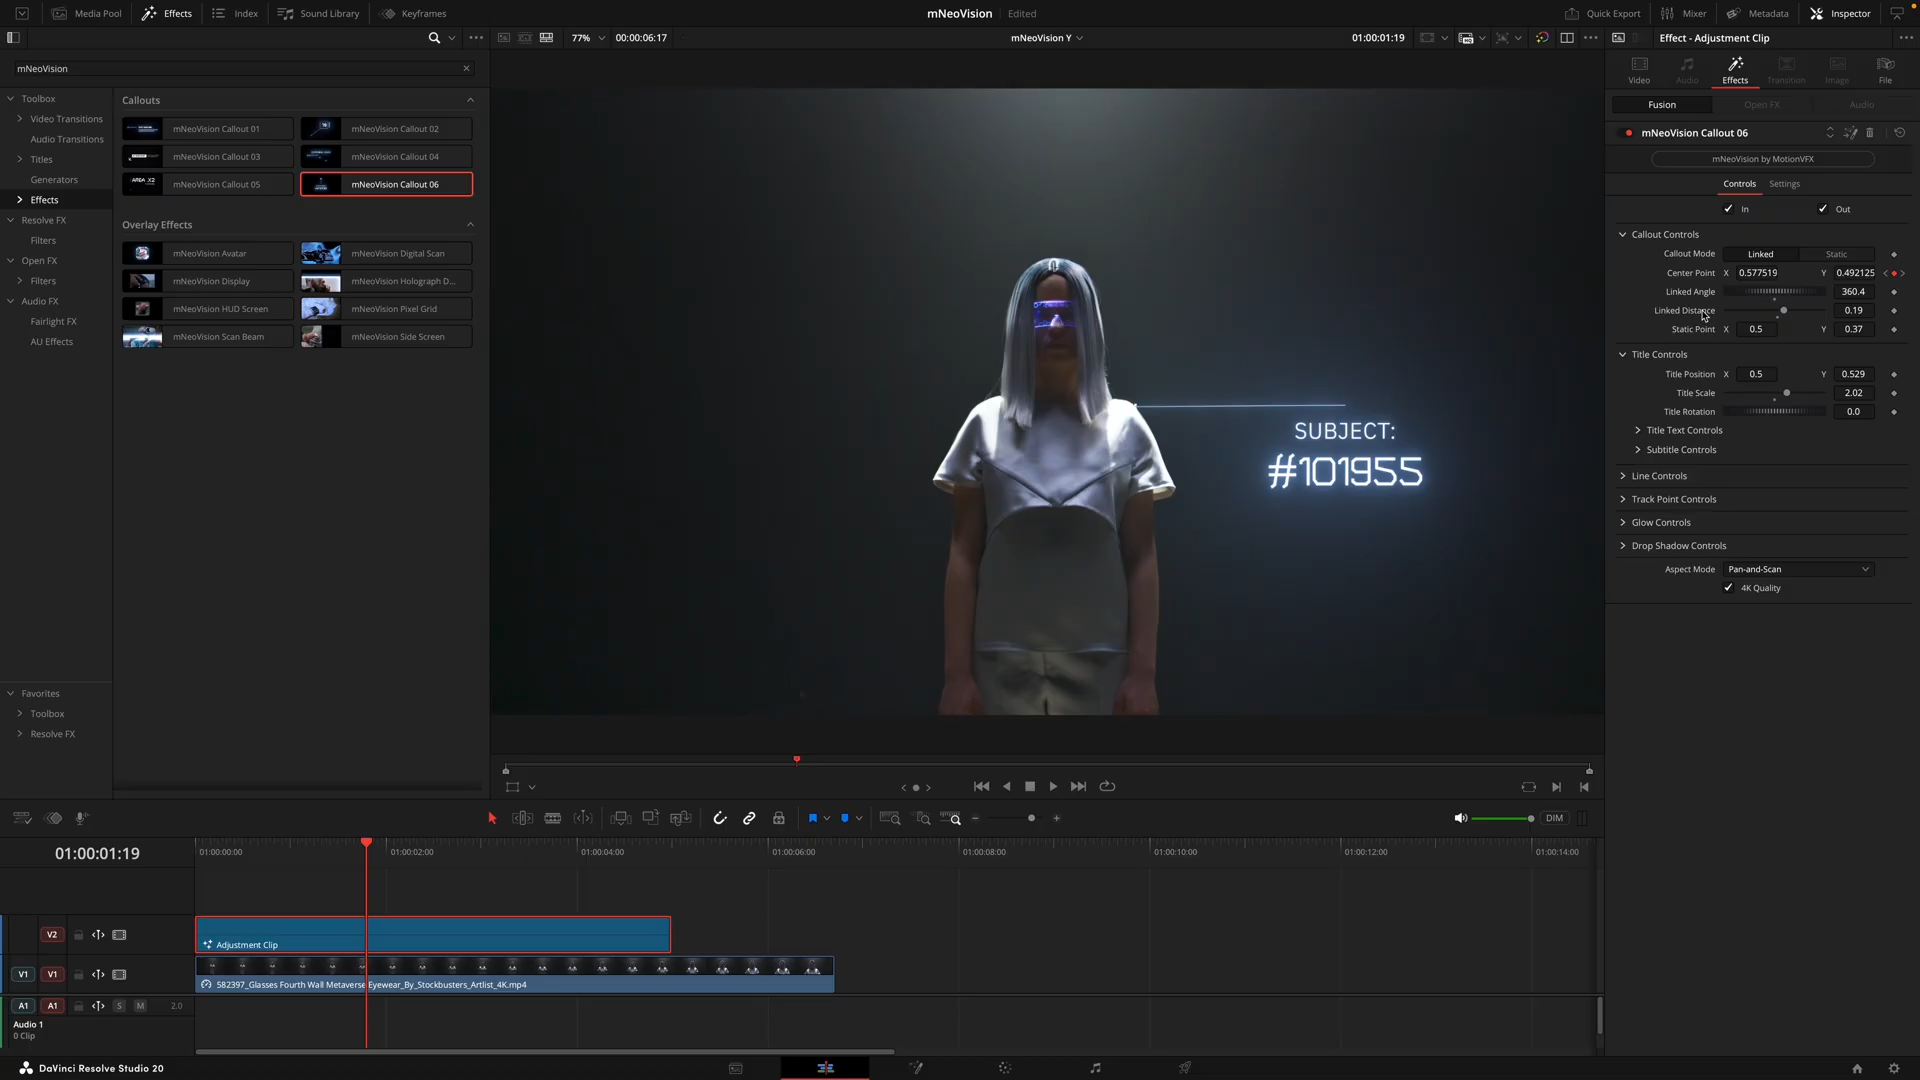 Media Pool Effects Index Sound Library Keyframes mNeoVision Edited Quick Export Mixer Metadata Inspector
77% 00:00:06:17 mNeoVision Y 01:00:01:19 Effect - Adjustment Clip
mNeoVision
Video Audio Effects Transition Image File
Fusion Open FX Audio
Toolbox
Video Transitions
Audio Transitions
Titles
Generators
Effects
Resolve FX
Filters
Open FX
Filters
Audio FX
Fairlight FX
AU Effects
Favorites
Toolbox
Resolve FX
Callouts
mNeoVision Callout 01 mNeoVision Callout 02
mNeoVision Callout 03 mNeoVision Callout 04
AREA X2 mNeoVision Callout 05 mNeoVision Callout 06
Overlay Effects
mNeoVision Avatar mNeoVision Digital Scan
mNeoVision Display mNeoVision Holograph D...
mNeoVision HUD Screen mNeoVision Pixel Grid
mNeoVision Scan Beam mNeoVision Side Screen
SUBJECT:
#101955
mNeoVision Callout 06
mNeoVision by MotionVFX
Controls Settings
In Out
Callout Controls
Callout Mode Linked Static
Center Point X 0.577519 Y 0.492125
Linked Angle 360.4
Linked Distance 0.19
Static Point X 0.5 Y 0.37
Title Controls
Title Position X 0.5 Y 0.529
Title Scale 2.02
Title Rotation 0.0
Title Text Controls
Subtitle Controls
Line Controls
Track Point Controls
Glow Controls
Drop Shadow Controls
Aspect Mode Pan-and-Scan
4K Quality
DIM
01:00:01:19
01:00:00:00 01:00:02:00 01:00:04:00 01:00:06:00 01:00:08:00 01:00:10:00 01:00:12:00 01:00:14:00
V2 Adjustment Clip
V1 V1 582397_Glasses Fourth Wall Metaverse Eyewear_By_Stockbusters_Artlist_4K.mp4
A1 A1 S M 2.0
Audio 1
0 Clip
DaVinci Resolve Studio 20